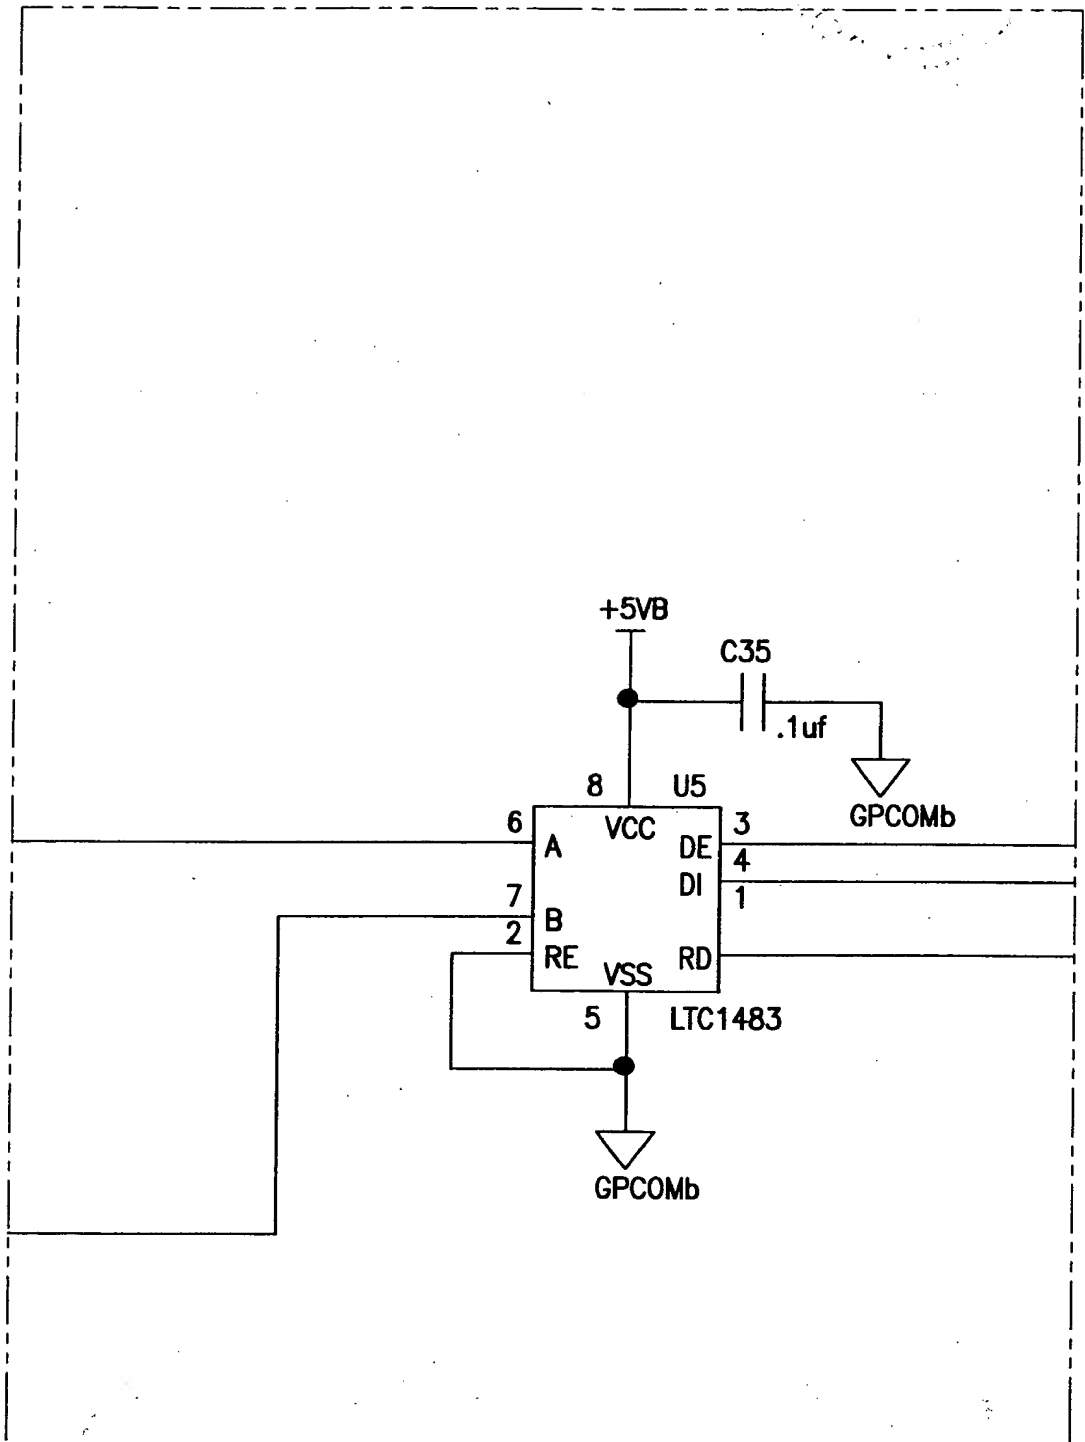 +5VB
C35
.1uf
8 U5
GPCOMb
6 VCC 3
A DE
4
7 DI
1
B
2
RE RD
VSS
5 LTC1483
GPCOMb